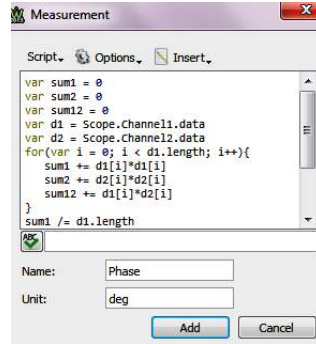 Measurement
Script Options Insert
var sum1 = 0
var sum2 = 0
var sum12 = 0
var d1 = Scope.Channel1.data
var d2 = Scope.Channel2.data
for(var i = 0; i < d1.length; i++){
sum1 += d1[i]*d1[i]
sum2 += d2[i]*d2[i]
sum12 += d1[i]*d2[i]
}
sum1 /= d1.length
ABC
Name: Phase
Unit: deg
Add Cancel